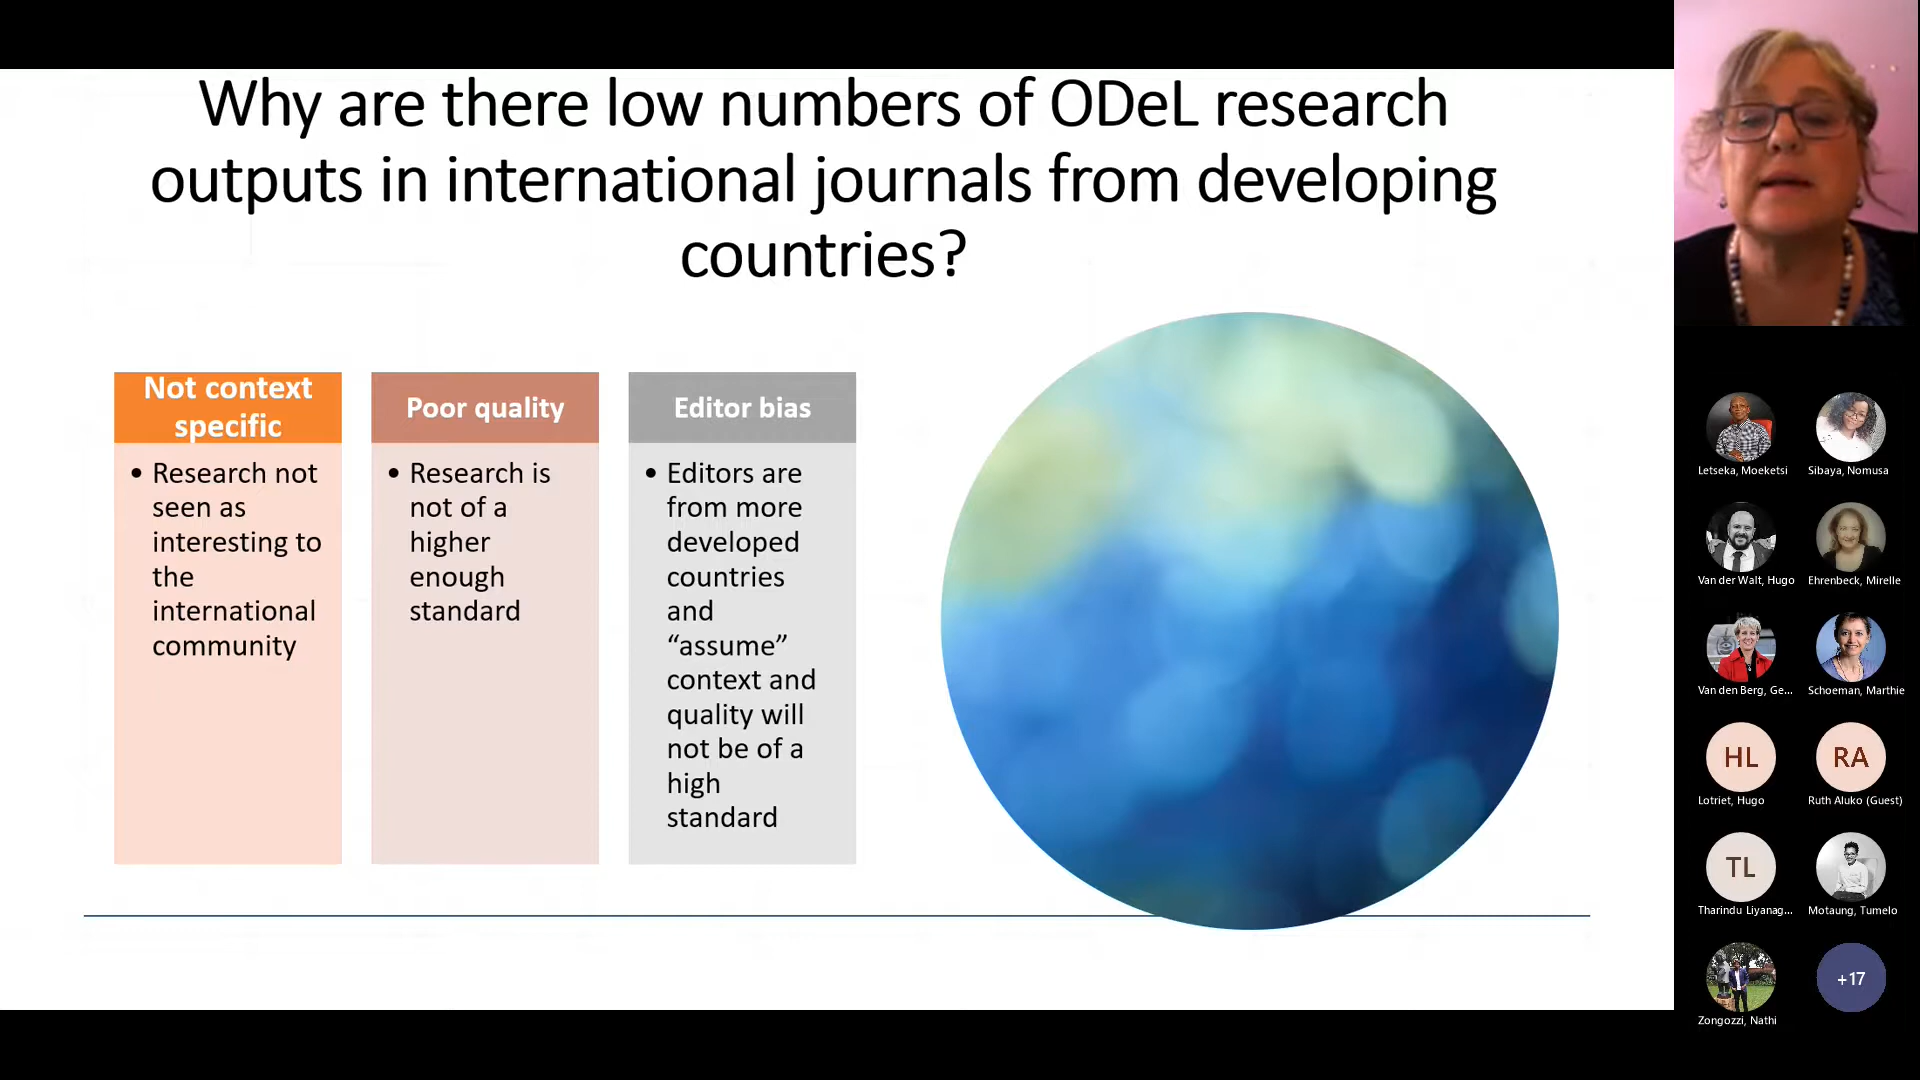 Why are there low numbers of ODeL research
outputs in international journals from developing
countries?
Not context
specific
• Research not
seen as
interesting to
the
international
community
Poor quality
• Research is
not of a
higher
enough
standard
Editor bias
• Editors are
from more
developed
countries
and
“assume”
context and
quality will
not be of a
high
standard
Letseka, Moeketsi
Sibaya, Nomusa
Van der Walt, Hugo
Ehrenbeck, Mirelle
Van den Berg, Ge...
Schoeman, Marthie
HL
Lotriet, Hugo
RA
Ruth Aluko (Guest)
TL
Tharindu Liyanag...
Motaung, Tumelo
Zongozzi, Nathi
+17